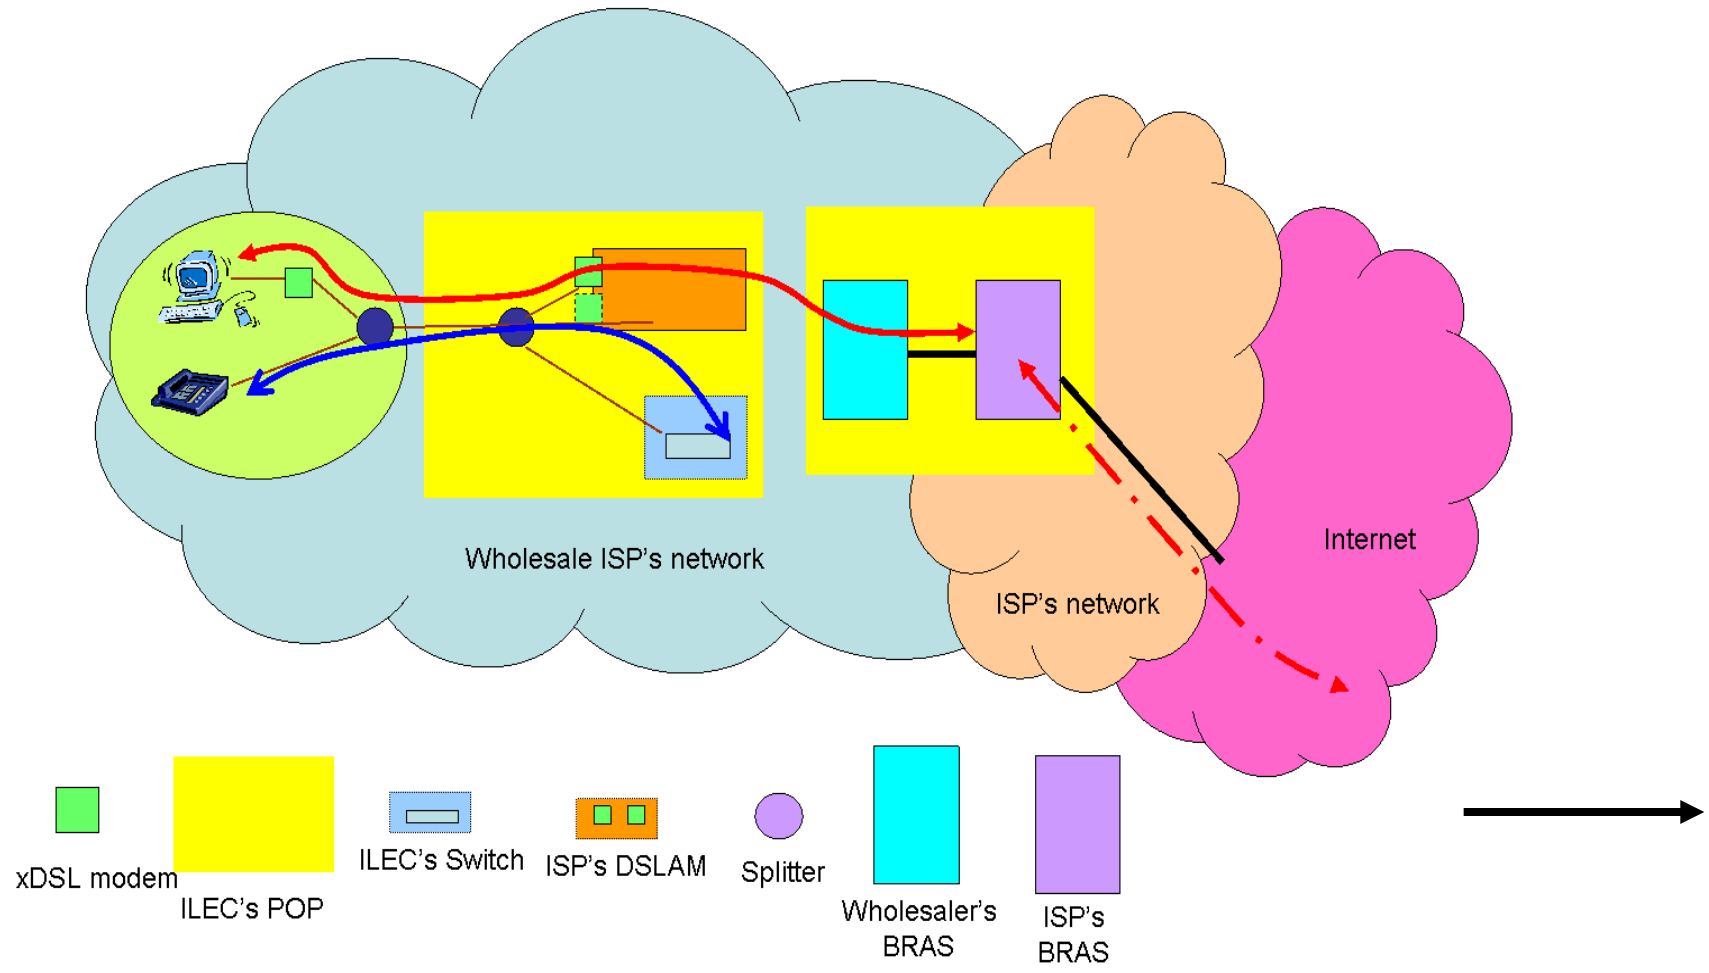 Wholesale ISP's network
ISP's network
Internet
xDSL modem
ILEC's POP
ILEC's Switch
ISP's DSLAM
Splitter
Wholesaler's
BRAS
ISP's
BRAS